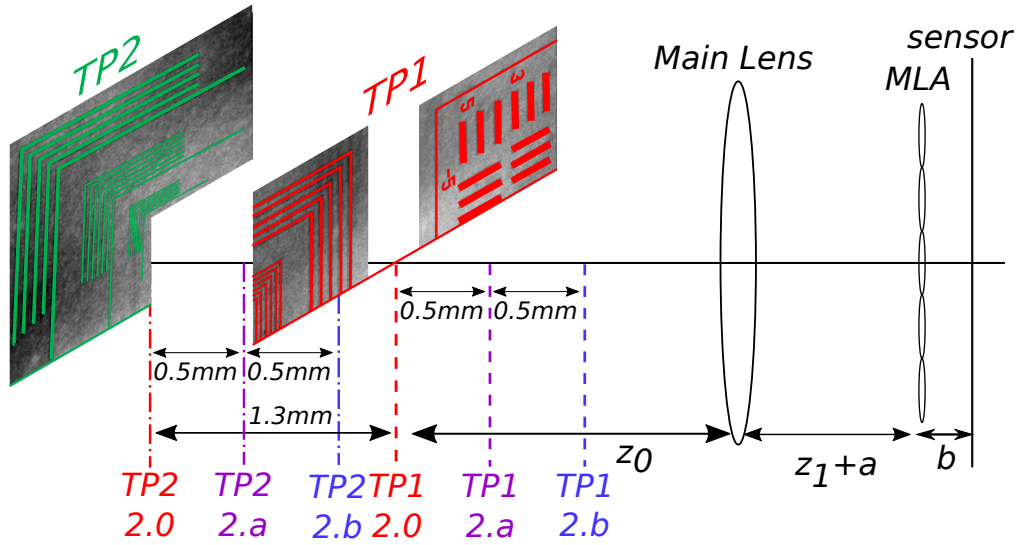 TP2
TP1
5
3
-5
Main Lens
sensor
MLA
0.5mm
0.5mm
0.5mm
0.5mm
1.3mm
z0
z1+a
b
TP2
2.0
TP2
2.a
TP2
2.b
TP1
2.0
TP1
2.a
TP1
2.b